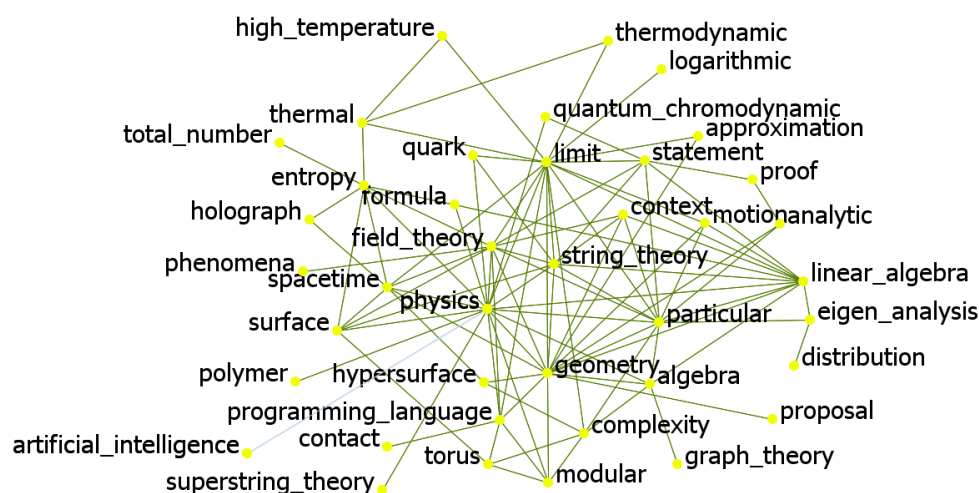 high_temperature
thermodynamic
logarithmic
thermal
quantum_chromodynamic
total_number
approximation
quark
limit
statement
entropy
proof
formula
holograph
context
motion
analytic
field_theory
string_theory
phenomena
spacetime
linear_algebra
physics
surface
particular
eigen_analysis
distribution
geometry
polymer
hypersurface
algebra
programming_language
proposal
artificial_intelligence
contact
complexity
torus
graph_theory
superstring_theory
modular